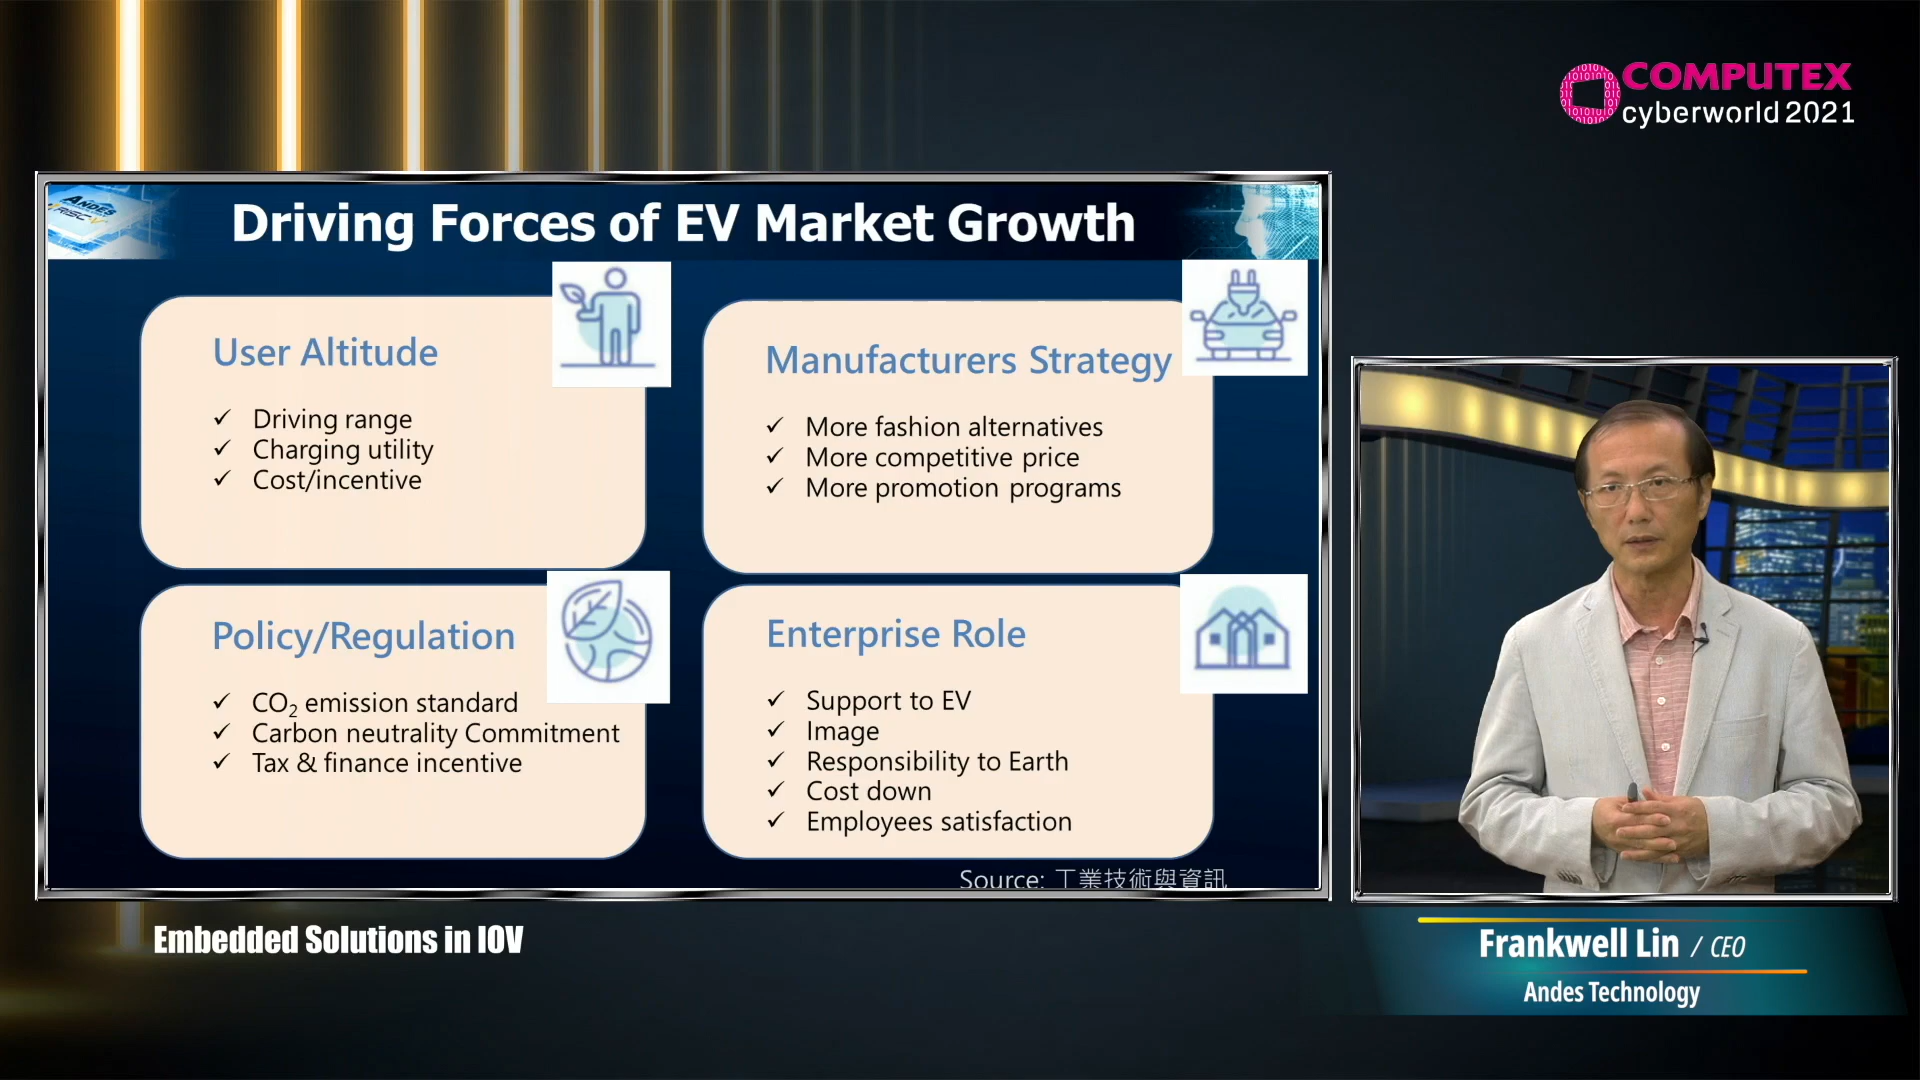 COMPUTEX
cyberworld 2021
ANDES
RISC-V
Driving Forces of EV Market Growth
User Altitude
✓ Driving range
✓ Charging utility
✓ Cost/incentive
Manufacturers Strategy
✓ More fashion alternatives
✓ More competitive price
✓ More promotion programs
Policy/Regulation
✓ CO₂ emission standard
✓ Carbon neutrality Commitment
✓ Tax & finance incentive
Enterprise Role
✓ Support to EV
✓ Image
✓ Responsibility to Earth
✓ Cost down
✓ Employees satisfaction
Source: 工業技術與資訊
Embedded Solutions in IOV
Frankwell Lin / CEO
Andes Technology